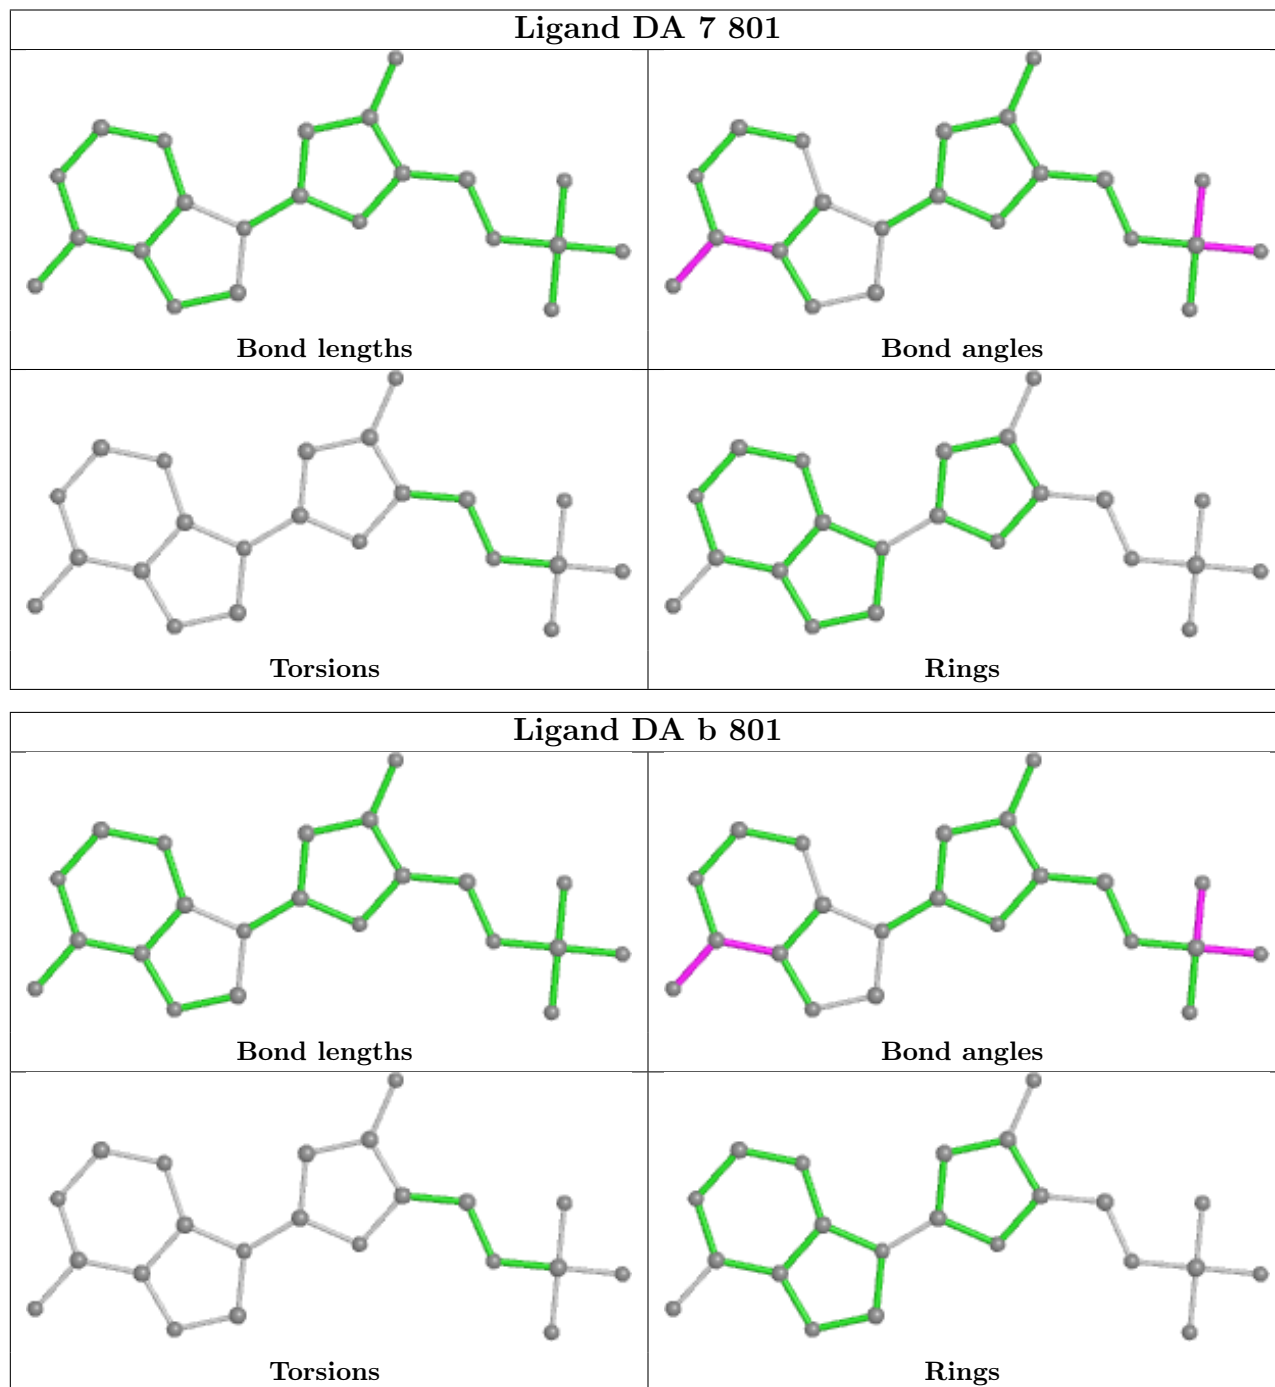 Ligand DA 7 801
Bond lengths
Bond angles
Torsions
Rings
Ligand DA b 801
Bond lengths
Bond angles
Torsions
Rings